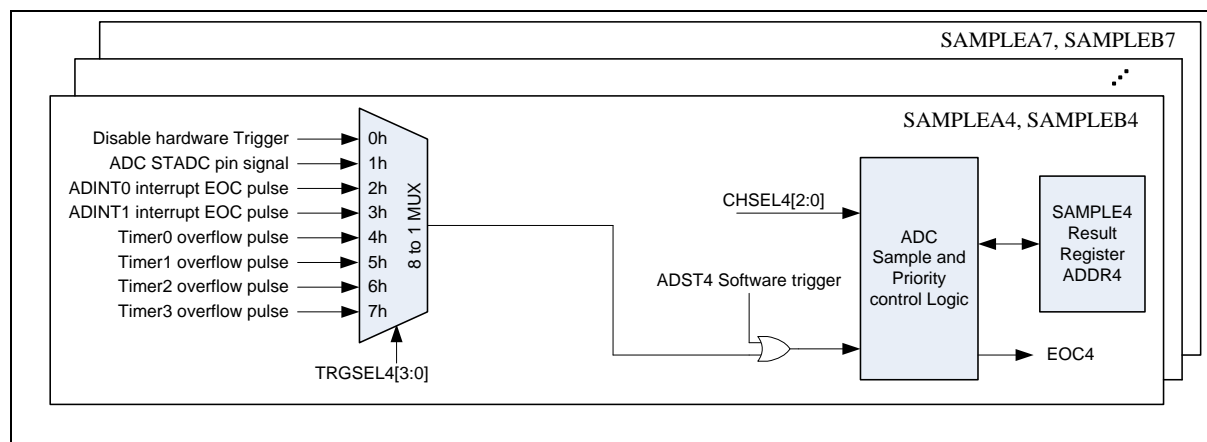 SAMPLEA7, SAMPLEB7
SAMPLEA4, SAMPLEB4
Disable hardware Trigger
0h
ADC STADC pin signal
1h
ADINT0 interrupt EOC pulse
2h
ADINT1 interrupt EOC pulse
3h
Timer0 overflow pulse
4h
Timer1 overflow pulse
5h
Timer2 overflow pulse
6h
Timer3 overflow pulse
7h
8 to 1 MUX
TRGSEL4[3:0]
CHSEL4[2:0]
ADST4 Software trigger
ADC
Sample and
Priority
control Logic
SAMPLE4
Result
Register
ADDR4
EOC4